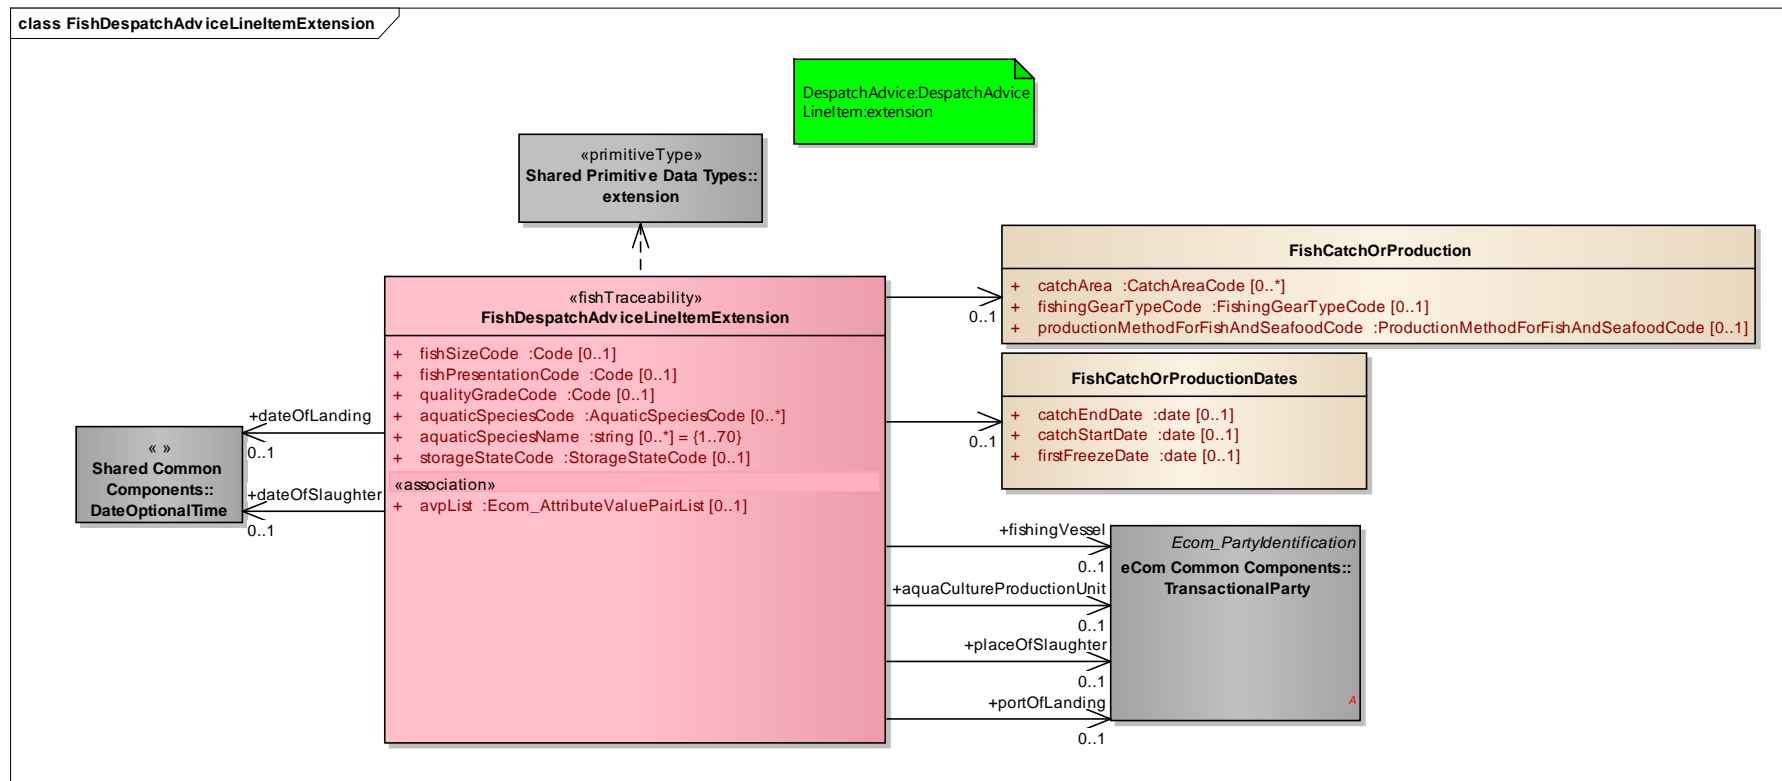 class FishDespatchAdviceLineItemExtension
DespatchAdvice:DespatchAdvice
LineItem:extension
«primitiveType»
Shared Primitive Data Types::
extension
FishCatchOrProduction
+ catchArea :CatchAreaCode [0..*]
+ fishingGearTypeCode :FishingGearTypeCode [0..1]
+ productionMethodForFishAndSeafoodCode :ProductionMethodForFishAndSeafoodCode [0..1]
0..1
«fishTraceability»
FishDespatchAdviceLineItemExtension
+ fishSizeCode :Code [0..1]
+ fishPresentationCode :Code [0..1]
+ qualityGradeCode :Code [0..1]
+ aquaticSpeciesCode :AquaticSpeciesCode [0..*]
+ aquaticSpeciesName :string [0..*] = {1..70}
+ storageStateCode :StorageStateCode [0..1]
«association»
+ avpList :Ecom_AttributeValuePairList [0..1]
FishCatchOrProductionDates
+ catchEndDate :date [0..1]
+ catchStartDate :date [0..1]
+ firstFreezeDate :date [0..1]
0..1
+dateOfLanding
0..1
+dateOfSlaughter
0..1
« »
Shared Common
Components::
DateOptionalTime
+fishingVessel
0..1
+aquaCultureProductionUnit
0..1
+placeOfSlaughter
0..1
+portOfLanding
0..1
Ecom_PartyIdentification
eCom Common Components::
TransactionalParty
A